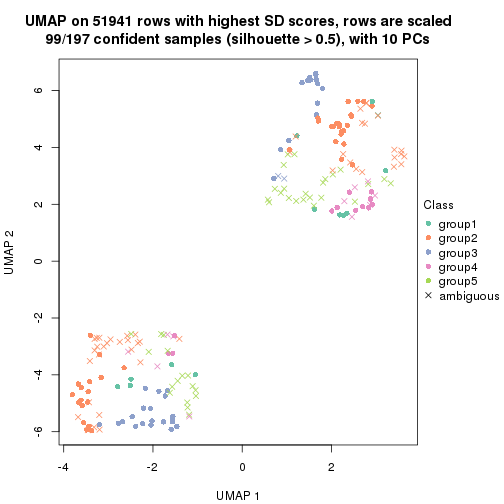 UMAP on 51941 rows with highest SD scores, rows are scaled
99/197 confident samples (silhouette > 0.5), with 10 PCs
6
4
2
0
-2
-4
-6
UMAP 2
-4
-2
0
2
UMAP 1
Class
group1
group2
group3
group4
group5
ambiguous